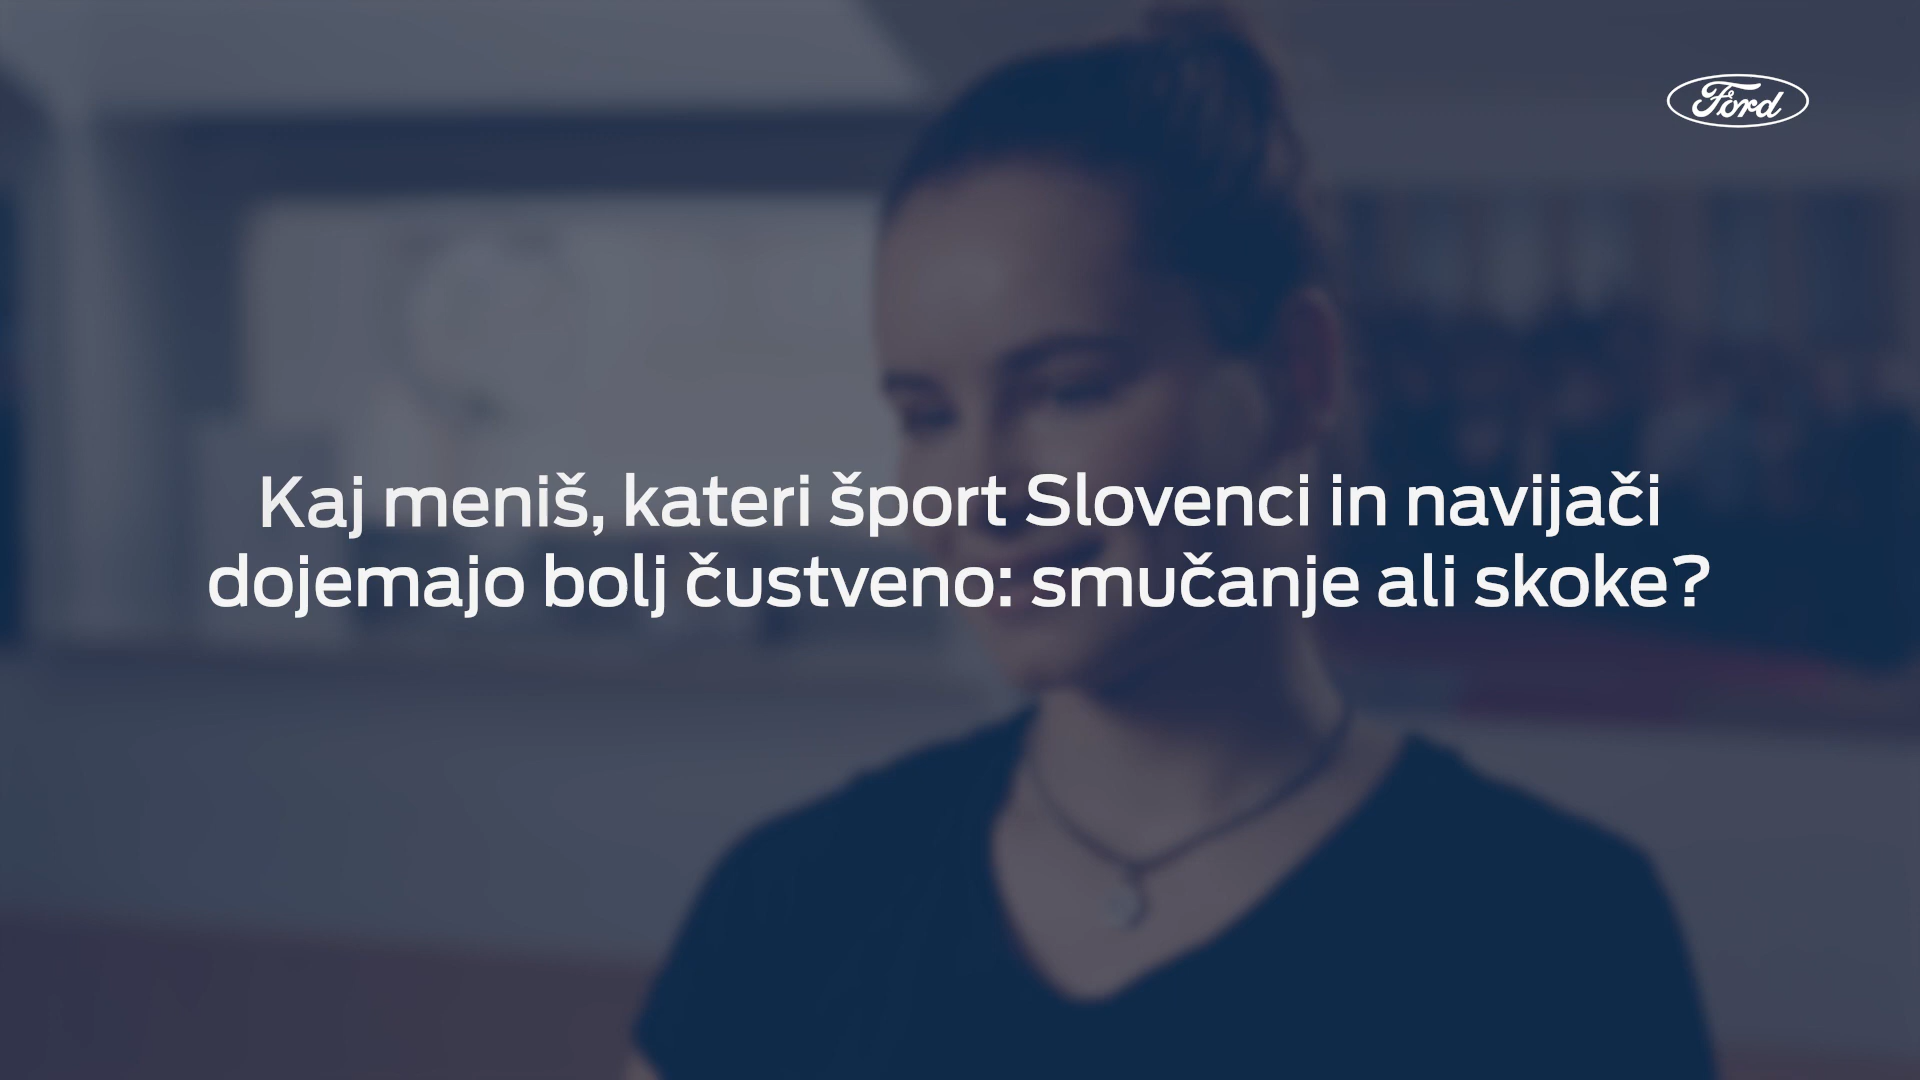 Ford
Kaj meniš, kateri šport Slovenci in navijači
dojemajo bolj čustveno: smučanje ali skoke?